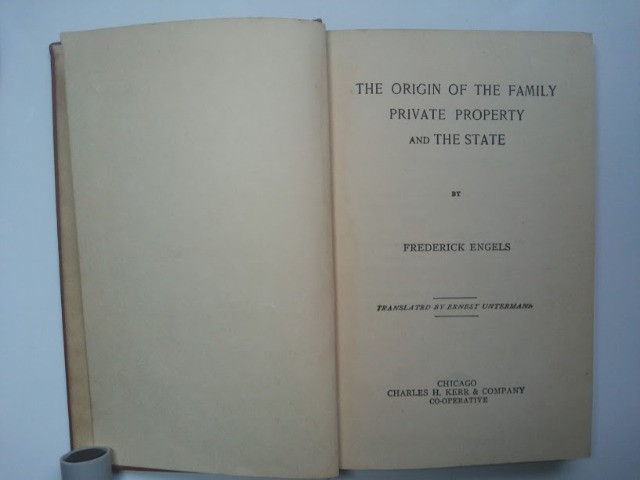 THE ORIGIN OF THE FAMILY
PRIVATE PROPERTY
AND THE STATE
BY
FREDERICK ENGELS
TRANSLATED BY ERNEST UNTERMANN
CHICAGO
CHARLES H. KERR & COMPANY
CO-OPERATIVE